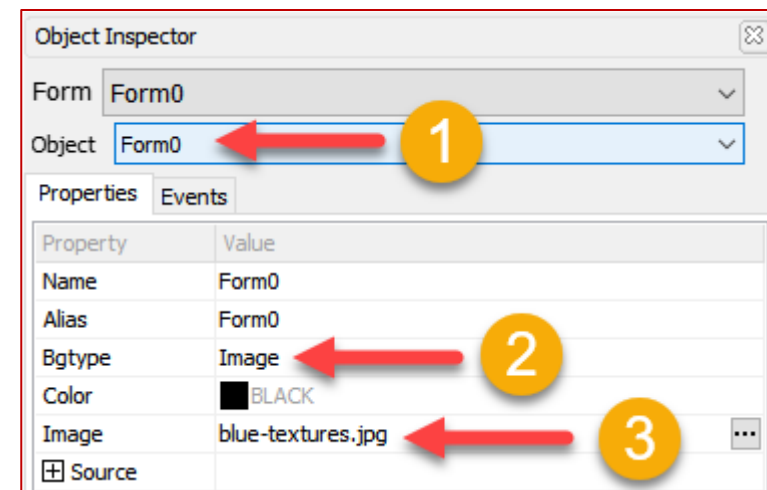 Object Inspector
Form Form0
Object Form0 1
Properties Events
Property Value
Name Form0
Alias Form0
Bgtype Image 2
Color BLACK
Image blue-textures.jpg 3 ...
Source